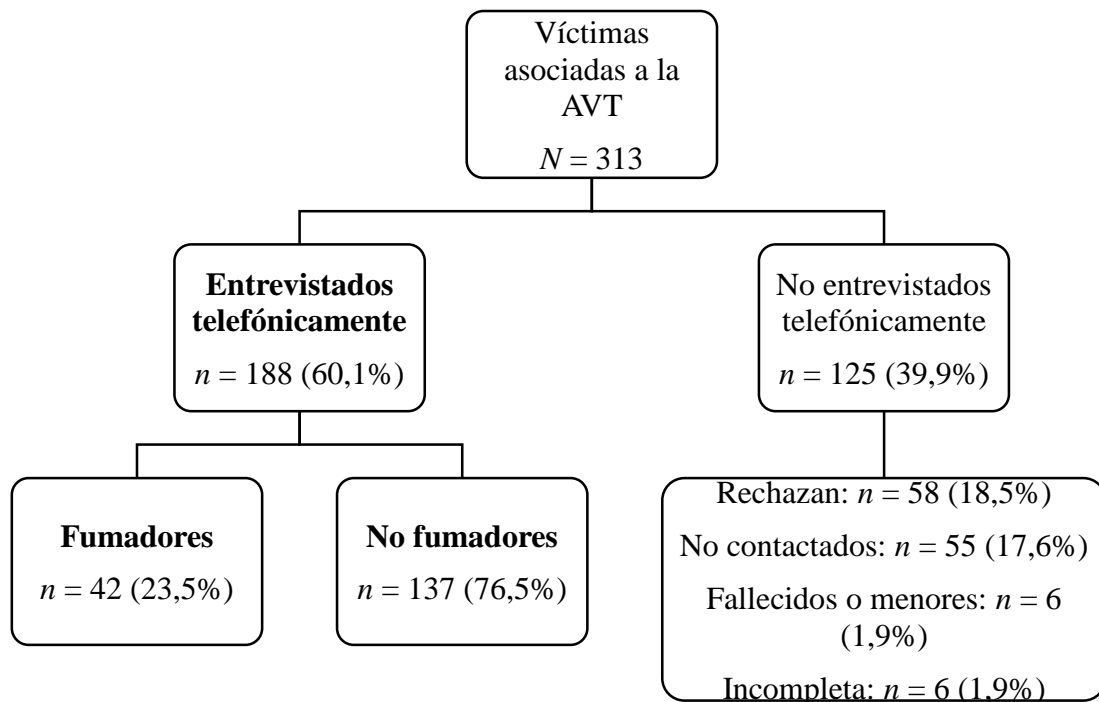 Víctimas
asociadas a la
AVT
N = 313
Entrevistados
telefónicamente
n = 188 (60,1%)
No entrevistados
telefónicamente
n = 125 (39,9%)
Fumadores
n = 42 (23,5%)
No fumadores
n = 137 (76,5%)
Rechazan: n = 58 (18,5%)
No contactados: n = 55 (17,6%)
Fallecidos o menores: n = 6
(1,9%)
Incompleta: n = 6 (1,9%)